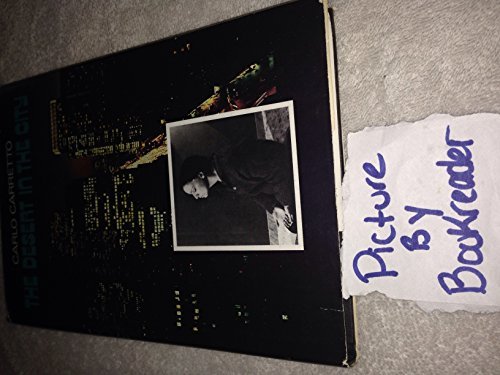 CARLO CARRETTO
THE DESERT IN THE CITY
Picture
By
Bookreader